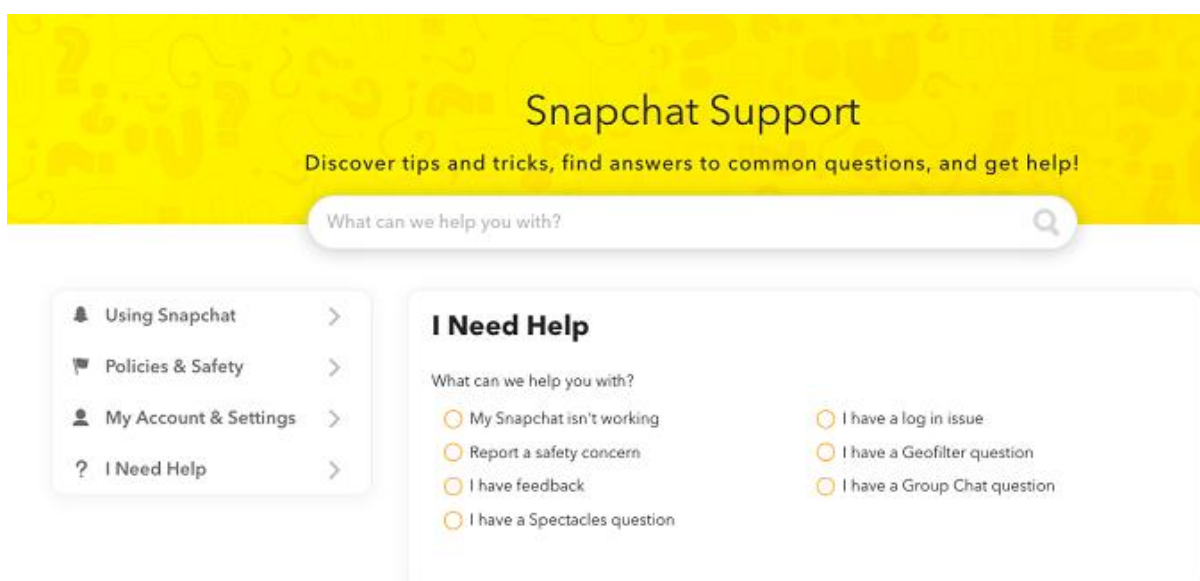 Snapchat Support
Discover tips and tricks, find answers to common questions, and get help!
What can we help you with?
Using Snapchat
Policies & Safety
My Account & Settings
? I Need Help
I Need Help
What can we help you with?
My Snapchat isn't working
Report a safety concern
I have feedback
I have a Spectacles question
I have a log in issue
I have a Geofilter question
I have a Group Chat question